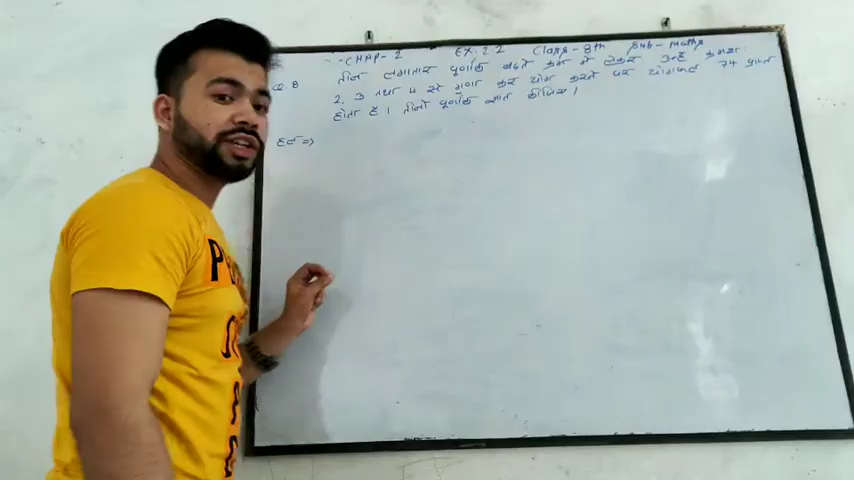 CHAP- 2 EX- 2.2 Class- 8th Sub- Maths
Q2. 8 तीन लगातार पूर्णांक बढ़ते क्रम में लेकर उन्हें क्रमशः
2, 3 तथा 4 से गुणा कर योग करने पर योगफल 74 प्राप्त
होता है । तीनों पूर्णांक ज्ञात कीजिए ।
हल =>